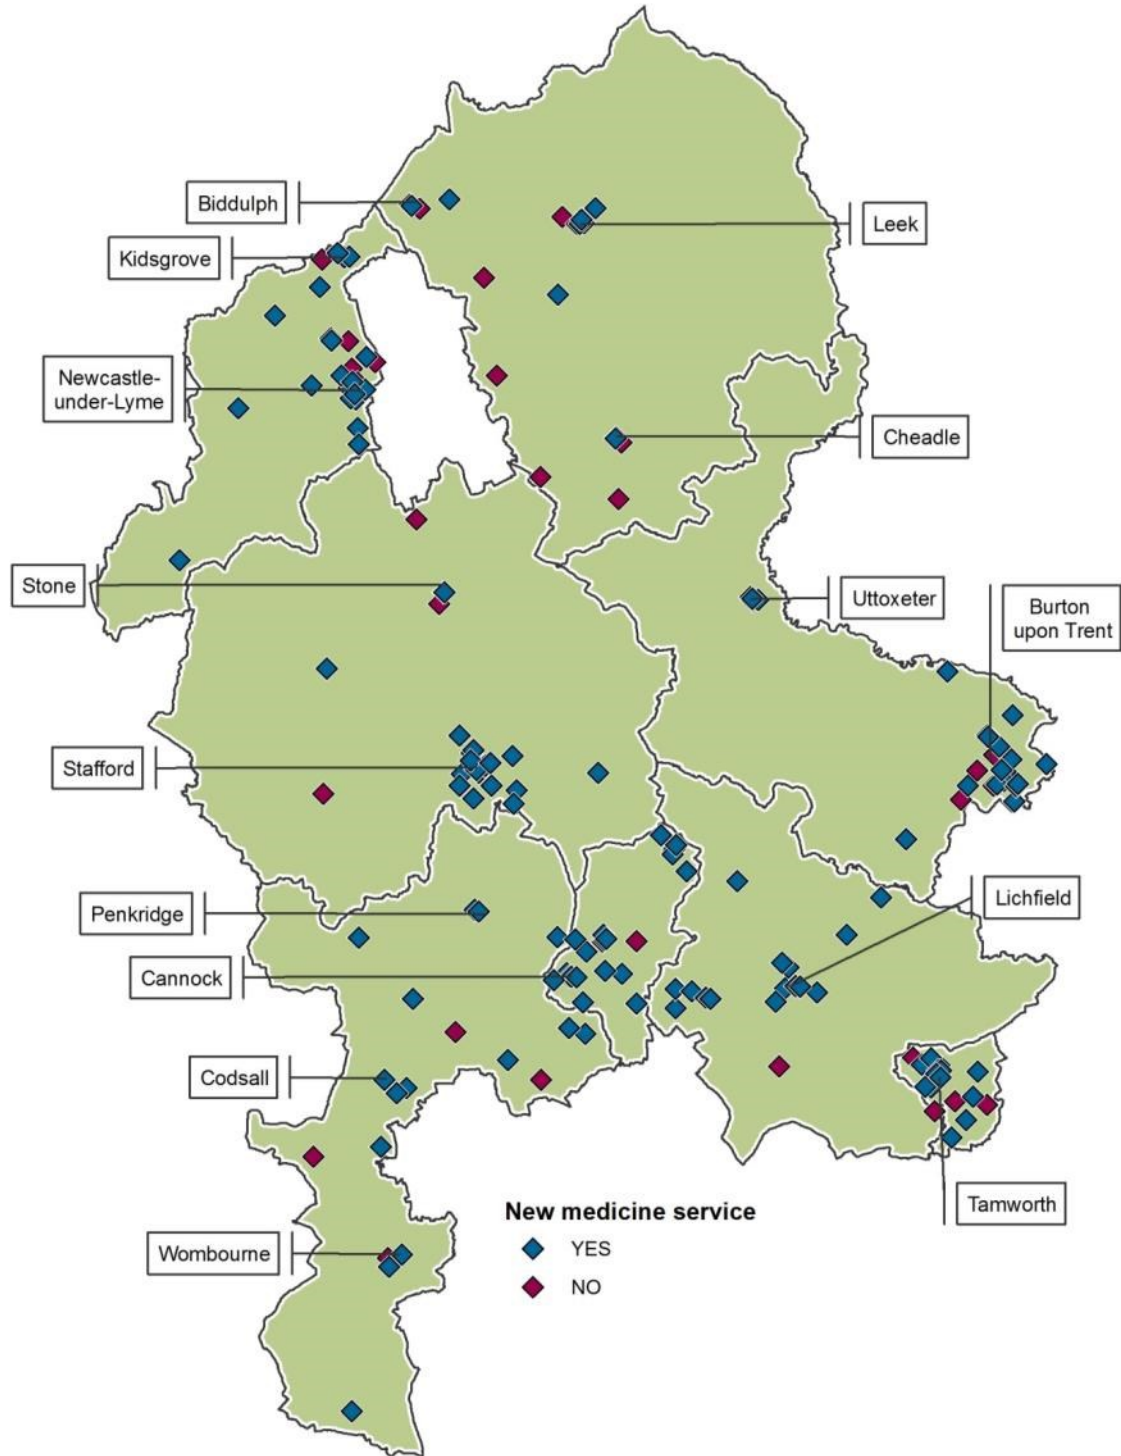 Biddulph
Leek
Kidsgrove
Newcastle-
under-Lyme
Cheadle
Stone
Uttoxeter
Burton
upon Trent
Stafford
Penkridge
Lichfield
Cannock
Codsall
Tamworth
Wombourne
New medicine service
YES
NO